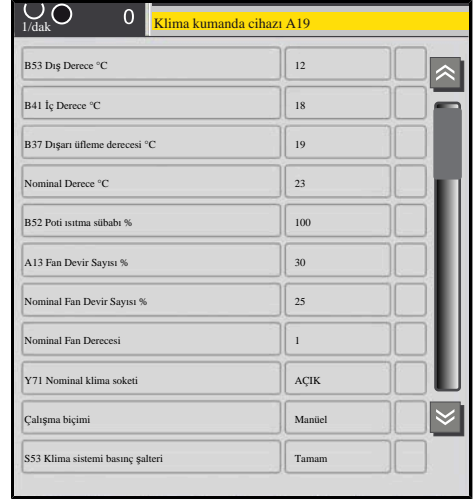 1/dak 0 Klima kumanda cihazı A19
B53 Dış Derece °C 12
B41 İç Derece °C 18
B37 Dışarı üfleme derecesi °C 19
Nominal Derece °C 23
B52 Poti ısıtma sübabı % 100
A13 Fan Devir Sayısı % 30
Nominal Fan Devir Sayısı % 25
Nominal Fan Derecesi 1
Y71 Nominal klima soketi AÇIK
Çalışma biçimi Manüel
S53 Klima sistemi basınç şalteri Tamam